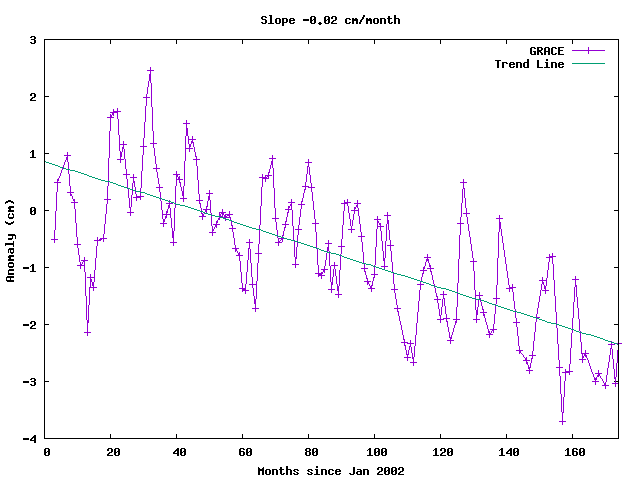 Slope -0.02 cm/month
GRACE
Trend Line
3
2
1
0
-1
-2
-3
-4
Anomaly (cm)
0 20 40 60 80 100 120 140 160
Months since Jan 2002